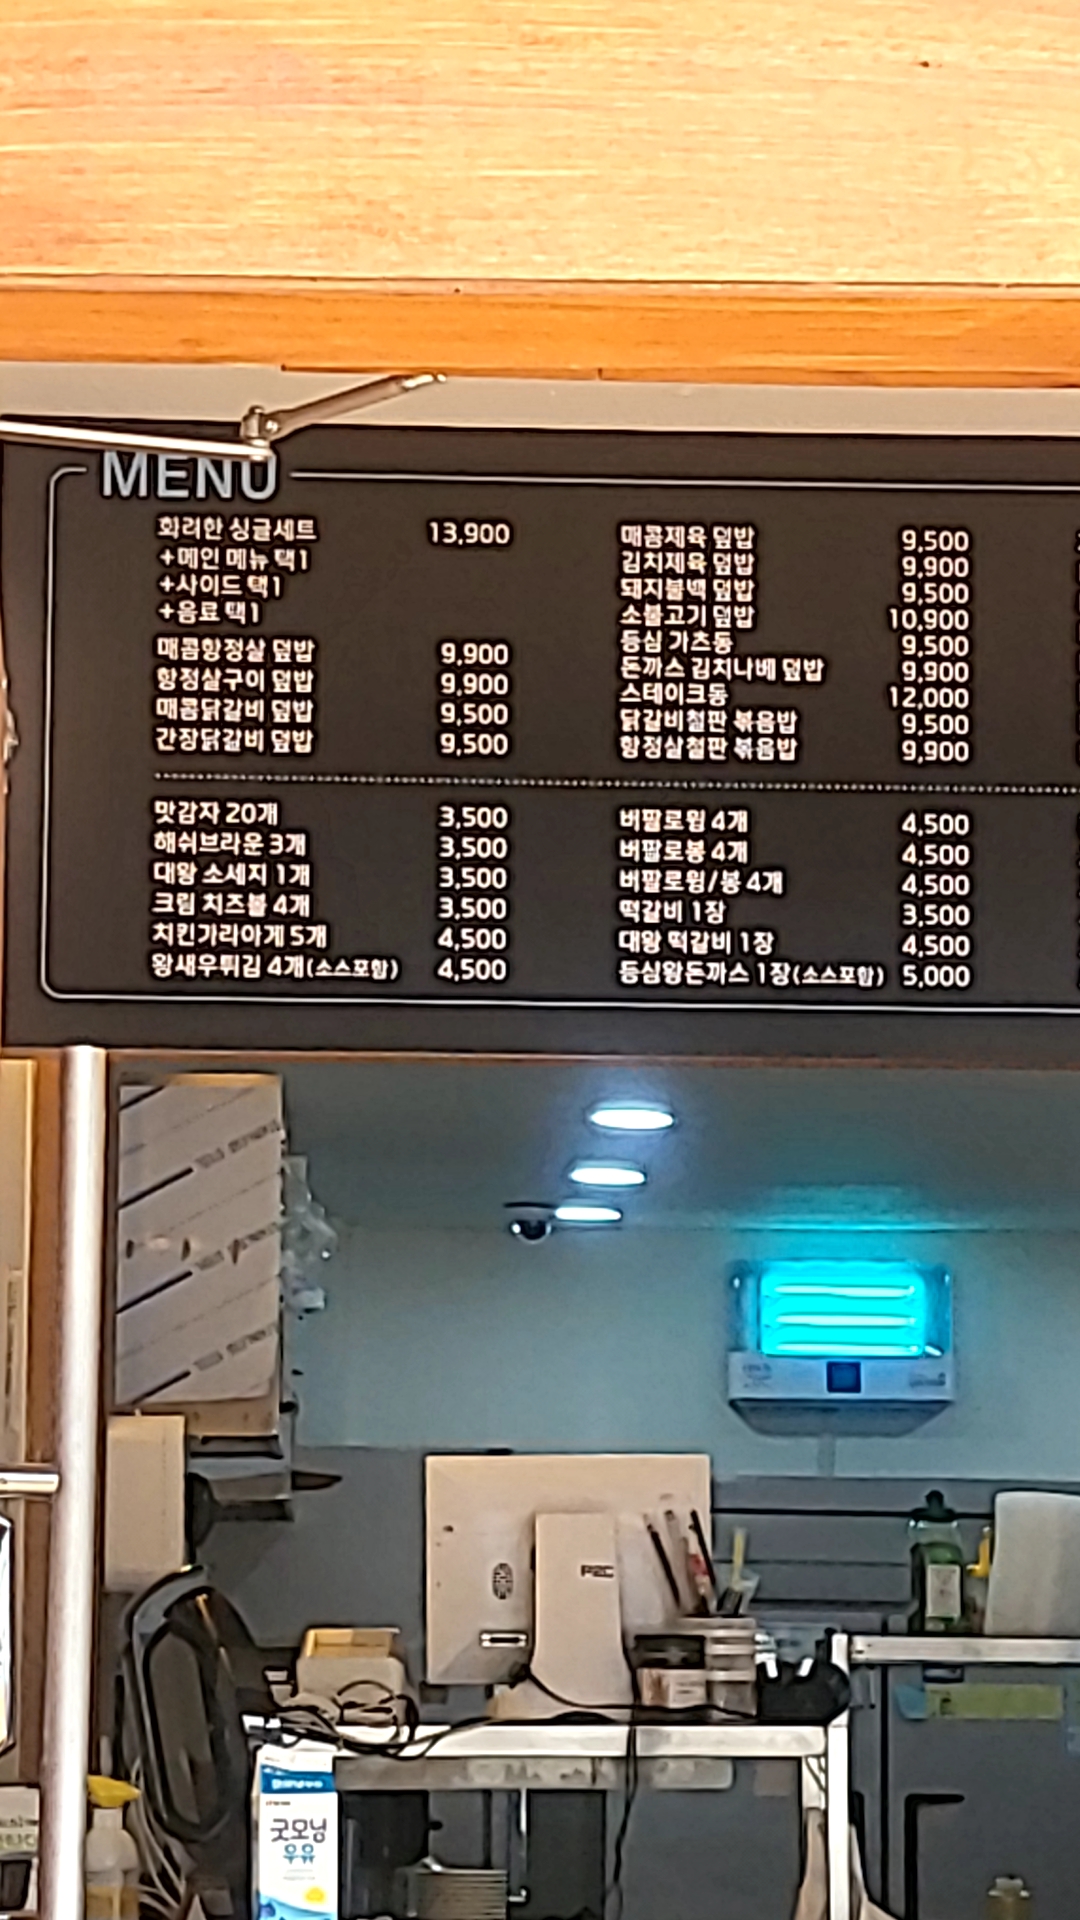 MENU
화리한 싱글세트 13,900
+메인 메뉴 택1
+사이드 택1
+음료 택1
매콤항정살 덮밥 9,900
항정살구이 덮밥 9,900
매콤닭갈비 덮밥 9,500
간장닭갈비 덮밥 9,500
매콤제육 덮밥 9,500
김치제육 덮밥 9,900
돼지불백 덮밥 9,500
소불고기 덮밥 10,900
등심 가츠동 9,500
돈까스 김치나베 덮밥 9,900
스테이크동 12,000
닭갈비철판 볶음밥 9,500
항정살철판 볶음밥 9,900
맛감자 20개 3,500
해쉬브라운 3개 3,500
대왕 소세지 1개 3,500
크림 치즈볼 4개 3,500
치킨가라아게 5개 4,500
왕새우튀김 4개(소스포함) 4,500
버팔로윙 4개 4,500
버팔로봉 4개 4,500
버팔로윙/봉 4개 4,500
떡갈비 1장 3,500
대왕 떡갈비 1장 4,500
등심왕돈까스 1장(소스포함) 5,000
굿모닝
우유